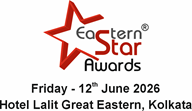 EaStern®
Star
Awards
Friday - 12th June 2026
Hotel Lalit Great Eastern, Kolkata